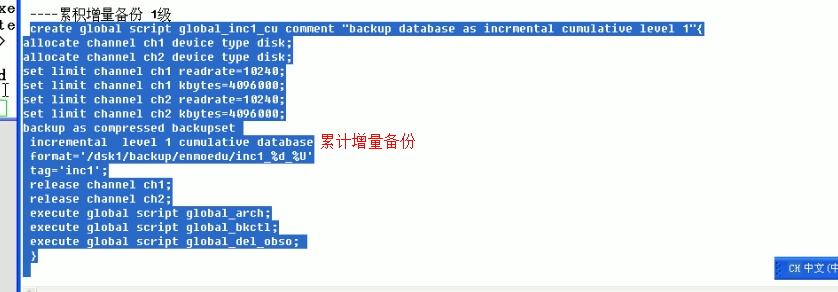 xe
te
>
d
----累积增量备份 1级
create global script global_inc1_cu comment "backup database as incrmental cumulative level 1"{
allocate channel ch1 device type disk;
allocate channel ch2 device type disk;
set limit channel ch1 readrate=10240;
set limit channel ch1 kbytes=4096000;
set limit channel ch2 readrate=10240;
set limit channel ch2 kbytes=4096000;
backup as compressed backupset
incremental  level 1 cumulative database 累计增量备份
format='/dsk1/backup/enmoedu/inc1_%d_%U'
tag='inc1';
release channel ch1;
release channel ch2;
execute global script global_arch;
execute global script global_bkctl;
execute global script global_del_obso;
}
CH 中文(中